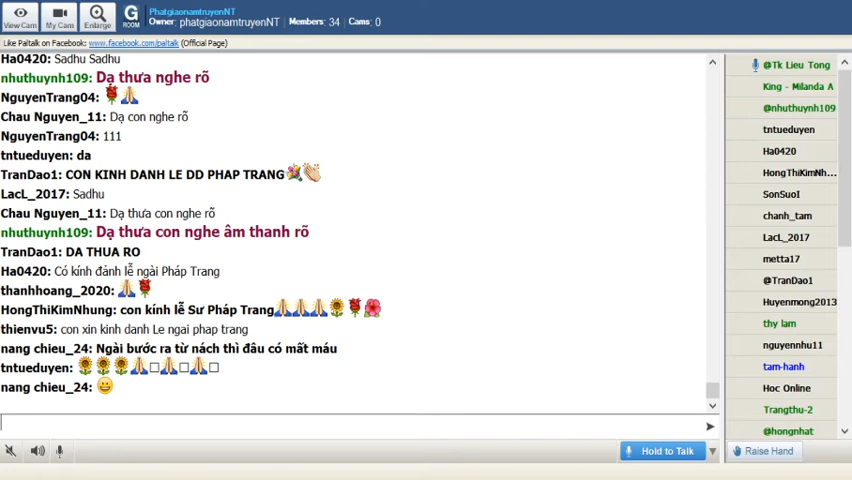 View Cam
My Cam
Enlarge
G
ROOM
PhatgiaonamtruyenNT
Owner: phatgiaonamtruyenNT Members: 34 Cams: 0
Like Paltalk on Facebook: www.facebook.com/paltalk (Official Page)
Ha0420: Sadhu Sadhu
nhuthuynh109: Dạ thưa nghe rõ
NguyenTrang04:
Chau Nguyen_11: Dạ con nghe rõ
NguyenTrang04: 111
tntueduyen: da
TranDao1: CON KINH DANH LE DD PHAP TRANG
LacL_2017: Sadhu
Chau Nguyen_11: Dạ thưa con nghe rõ
nhuthuynh109: Dạ thưa con nghe âm thanh rõ
TranDao1: DA THUA RO
Ha0420: Có kính đảnh lễ ngài Pháp Trang
thanhhoang_2020:
HongThiKimNhung: con kính lễ Sư Pháp Trang
thienvu5: con xin kinh danh Le ngai phap trang
nang chieu_24: Ngài bước ra từ nách thì đâu có mất máu
tntueduyen:
nang chieu_24:
Hold to Talk
@Tk Lieu Tong
King - Milanda A
@nhuthuynh109
tntueduyen
Ha0420
HongThiKimNh...
SonSuoI
chanh_tam
LacL_2017
metta17
@TranDao1
Huyenmong2013
thy lam
nguyennhu11
tam-hanh
Hoc Online
Trangthu-2
@hongnhat
Raise Hand